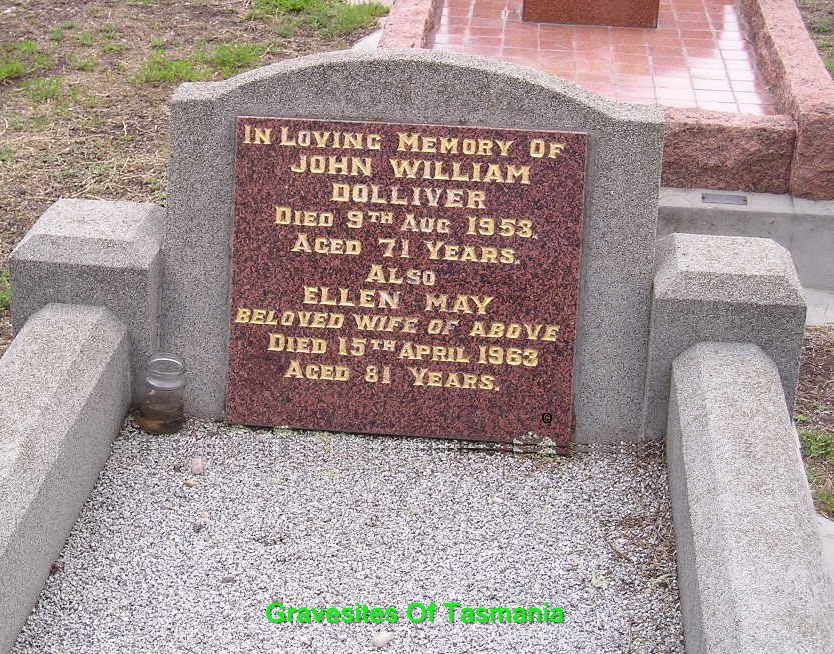 In Loving Memory Of
JOHN WILLIAM
DOLLIVER
Died 9TH Aug 1953.
Aged 71 Years.
Also
ELLEN MAY
BELOVED WIFE OF ABOVE
Died 15TH April 1963
Aged 81 Years.
©
Gravesites Of Tasmania